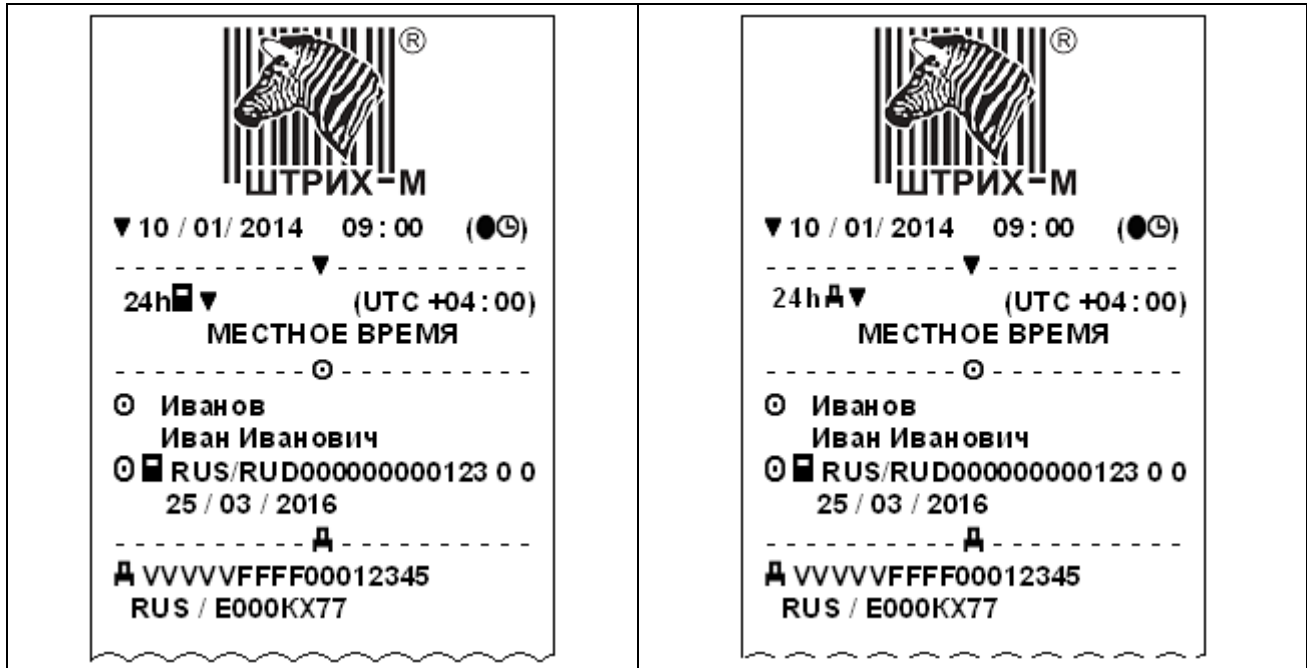 ®
ШТРИХ-М
▼ 10 / 01/ 2014 09:00 (●◷)
- - - - - - - - - - ▼ - - - - - - - - - -
24h▼ (UTC +04:00)
МЕСТНОЕ ВРЕМЯ
- - - - - - - - - - ⊙ - - - - - - - - - -
⊙ Иванов
Иван Иванович
⊙ RUS/RUD000000000123 0 0
25 / 03 / 2016
VVVVVFFFF00012345
RUS / E000KX77
®
ШТРИХ-М
▼ 10 / 01/ 2014 09:00 (●◷)
- - - - - - - - - - ▼ - - - - - - - - - -
24h▼ (UTC +04:00)
МЕСТНОЕ ВРЕМЯ
- - - - - - - - - - ⊙ - - - - - - - - - -
⊙ Иванов
Иван Иванович
⊙ RUS/RUD000000000123 0 0
25 / 03 / 2016
VVVVVFFFF00012345
RUS / E000KX77